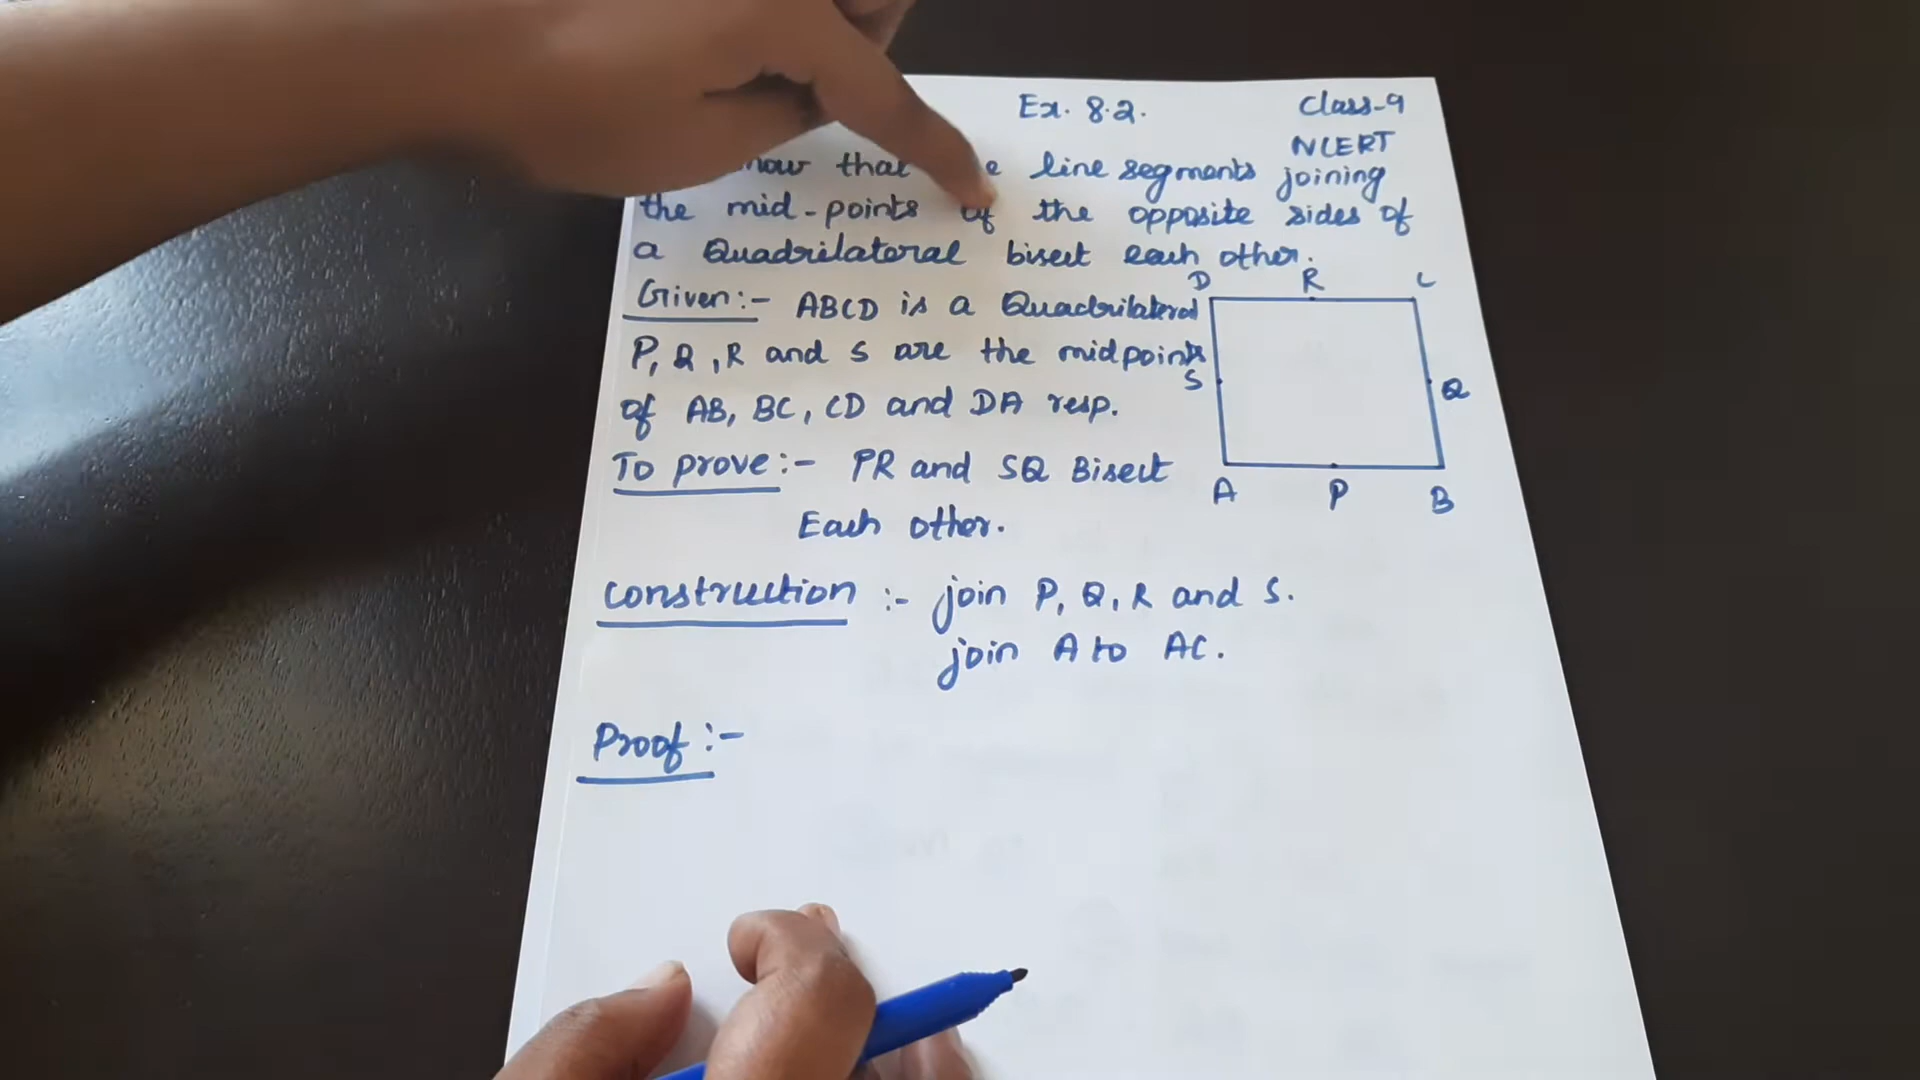 Ex. 8.2.
Class-9
NCERT
that line segments joining
the mid-points of the opposite sides of
a Quadrilateral bisect each other.
Given:- ABCD is a Quadrilateral
P, Q, R and S are the midpoints
of AB, BC, CD and DA resp.
To prove:- PR and SQ Bisect
Each other.
Construction :- join P, Q, R and S.
join A to AC.
Proof:-
D R C
S Q
A P B